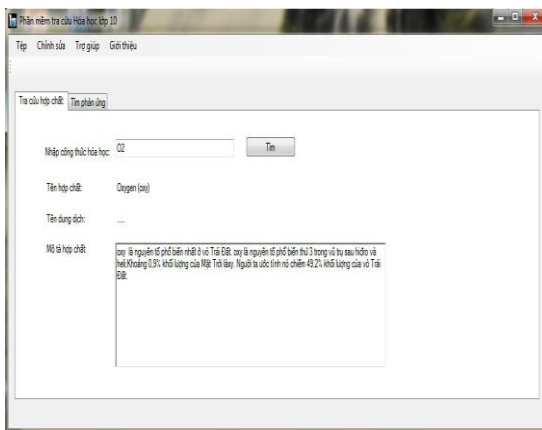 Phần mềm tra cứu Hóa học lớp 10
Tệp Chỉnh sửa Trợ giúp Giới thiệu
Tra cứu hợp chất Tìm phản ứng
Nhập công thức hóa học: O2 Tìm
Tên hợp chất: Oxygen (oxy)
Tên dung dịch: ....
Mô tả hợp chất
oxy là nguyên tố phổ biến nhất ở vỏ Trái Đất. oxy là nguyên tố phổ biến thứ 3 trong vũ trụ sau hidro và
heli.Khoảng 0,9% khối lượng của Mặt Trời làxy. Người ta ước tính nó chiếm 49,2% khối lượng của vỏ Trái
Đất.